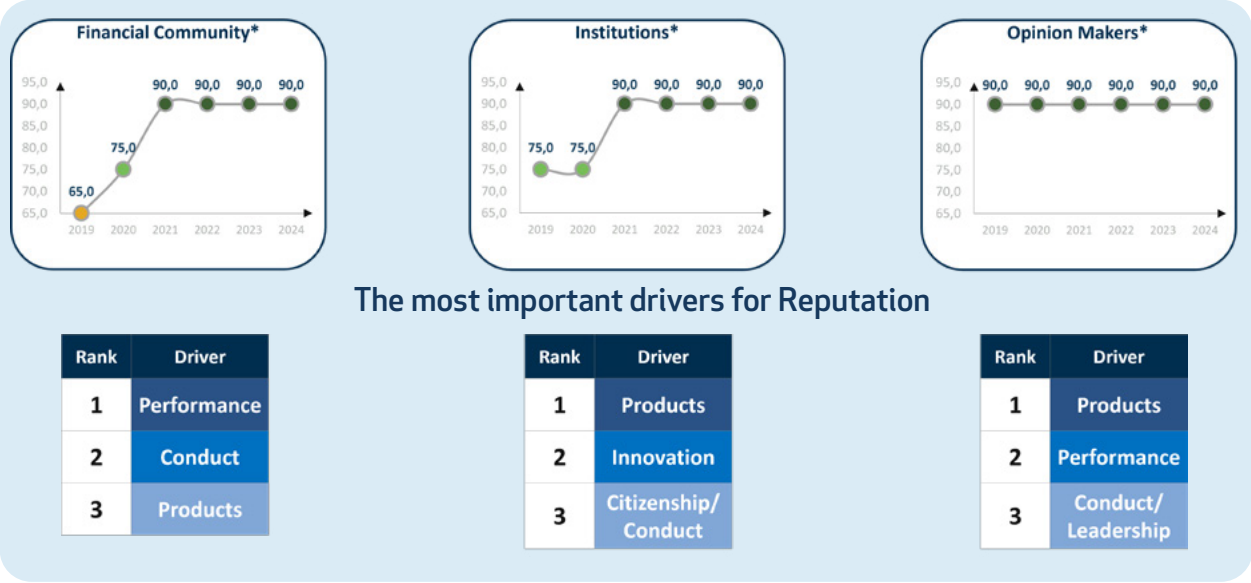 Financial Community*
95,0
90,0
85,0
80,0
75,0
70,0
65,0
65,0
75,0
90,0 90,0 90,0 90,0
2019 2020 2021 2022 2023 2024
Institutions*
95,0
90,0
85,0
80,0
75,0
70,0
65,0
75,0 75,0
90,0 90,0 90,0 90,0
2019 2020 2021 2022 2023 2024
Opinion Makers*
95,0
90,0
85,0
80,0
75,0
70,0
65,0
90,0 90,0 90,0 90,0 90,0 90,0
2019 2020 2021 2022 2023 2024
The most important drivers for Reputation
Rank Driver
1 Performance
2 Conduct
3 Products
Rank Driver
1 Products
2 Innovation
3 Citizenship/
Conduct
Rank Driver
1 Products
2 Performance
3 Conduct/
Leadership